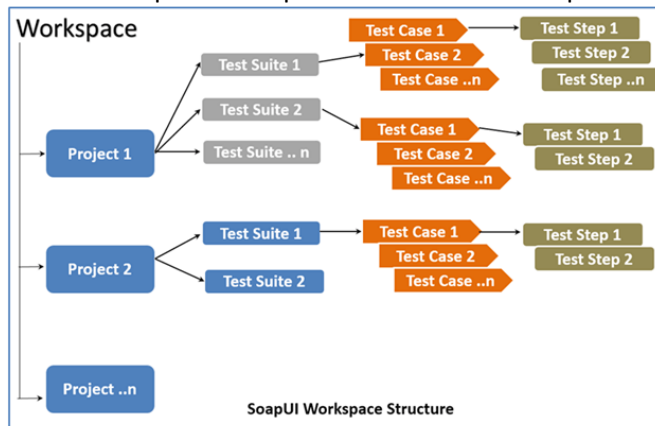 Workspace
Test Case 1
Test Step 1
Test Suite 1
Test Case 2
Test Step 2
Test Case ..n
Test Step ..n
Test Suite 2
Test Case 1
Test Step 1
Project 1
Test Suite .. n
Test Case 2
Test Step 2
Test Case ..n
Test Suite 1
Test Case 1
Test Step 1
Project 2
Test Case 2
Test Step 2
Test Suite 2
Test Case ..n
Project ..n
SoapUI Workspace Structure